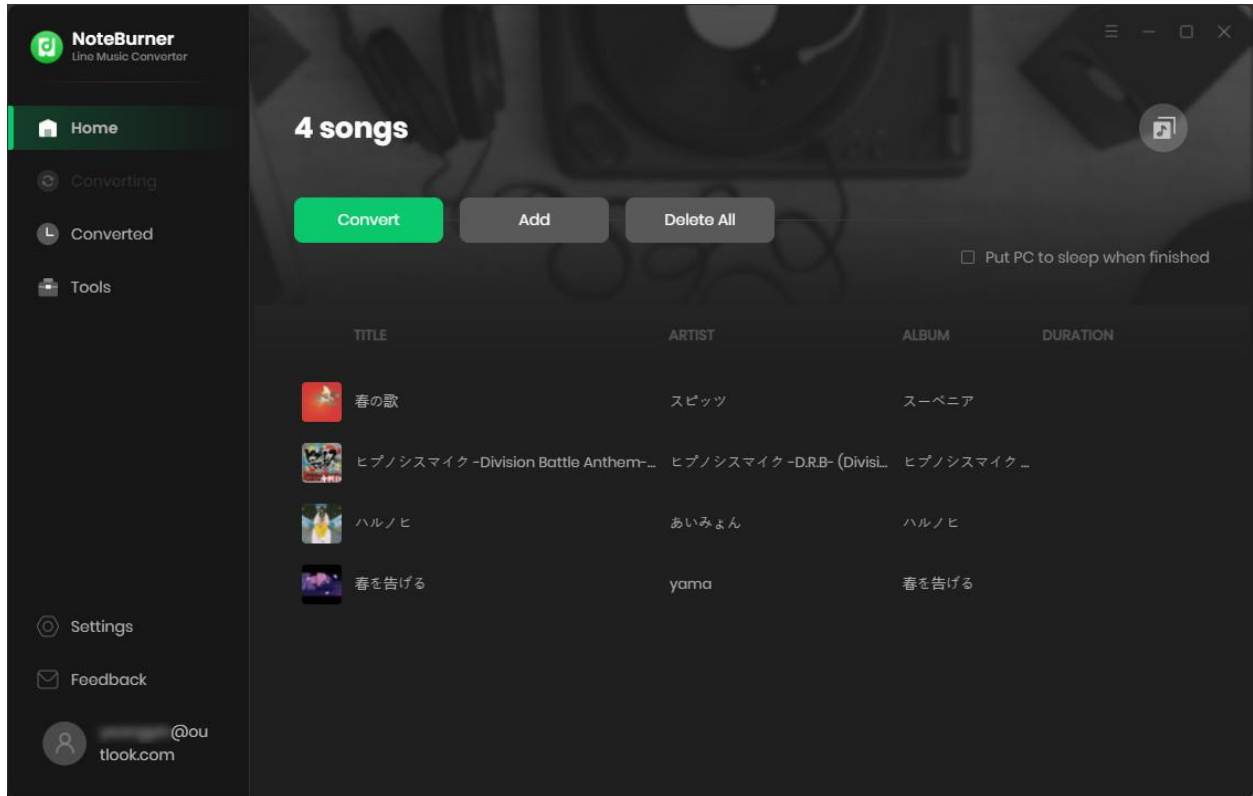 NoteBurner
Line Music Converter
Home
Converting
Converted
Tools
Settings
Feedback
@ou
tlook.com
4 songs
Convert Add Delete All
Put PC to sleep when finished
TITLE ARTIST ALBUM DURATION
春の歌 スピッツ スーベニア
ヒプノシスマイク -Division Battle Anthem-... ヒプノシスマイク -D.R.B- (Divisi... ヒプノシスマイク ...
ハルノヒ あいみょん ハルノヒ
春を告げる yama 春を告げる